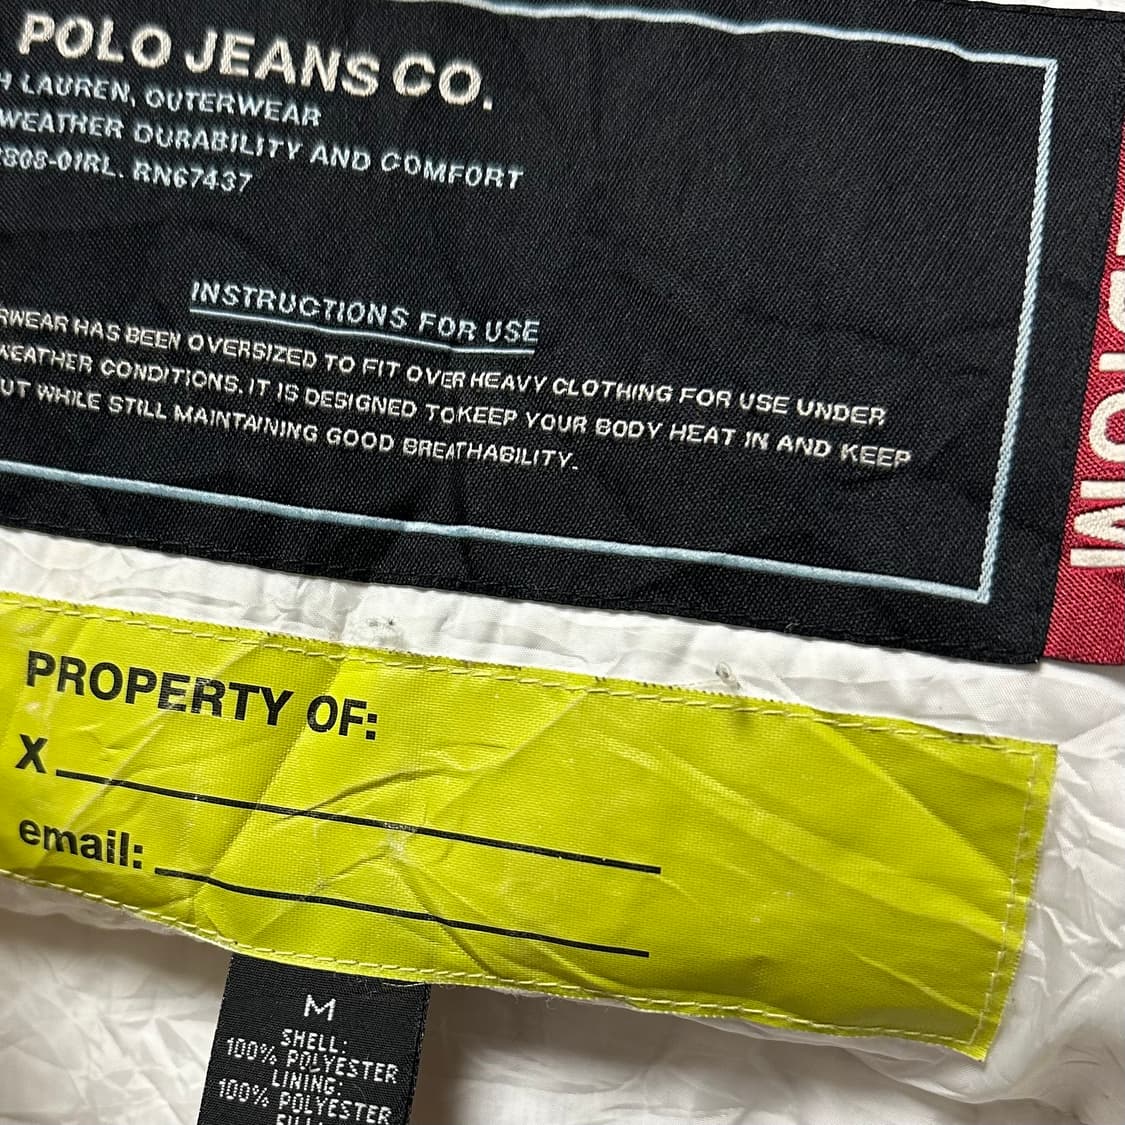 POLO JEANS CO.
H LAUREN, OUTERWEAR
WEATHER DURABILITY AND COMFORT
2808-01RL. RN67437
INSTRUCTIONS FOR USE
RWEAR HAS BEEN OVERSIZED TO FIT OVER HEAVY CLOTHING FOR USE UNDER
WEATHER CONDITIONS. IT IS DESIGNED TO KEEP YOUR BODY HEAT IN AND KEEP
UT WHILE STILL MAINTAINING GOOD BREATHABILITY.
PROPERTY OF:
X
email:
M
SHELL:
100% POLYESTER
LINING:
100% POLYESTER